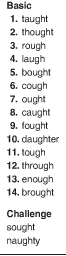 Basic
1. taught
2. thought
3. rough
4. laugh
5. bought
6. cough
7. ought
8. caught
9. fought
10. daughter
11. tough
12. through
13. enough
14. brought
Challenge
sought
naughty